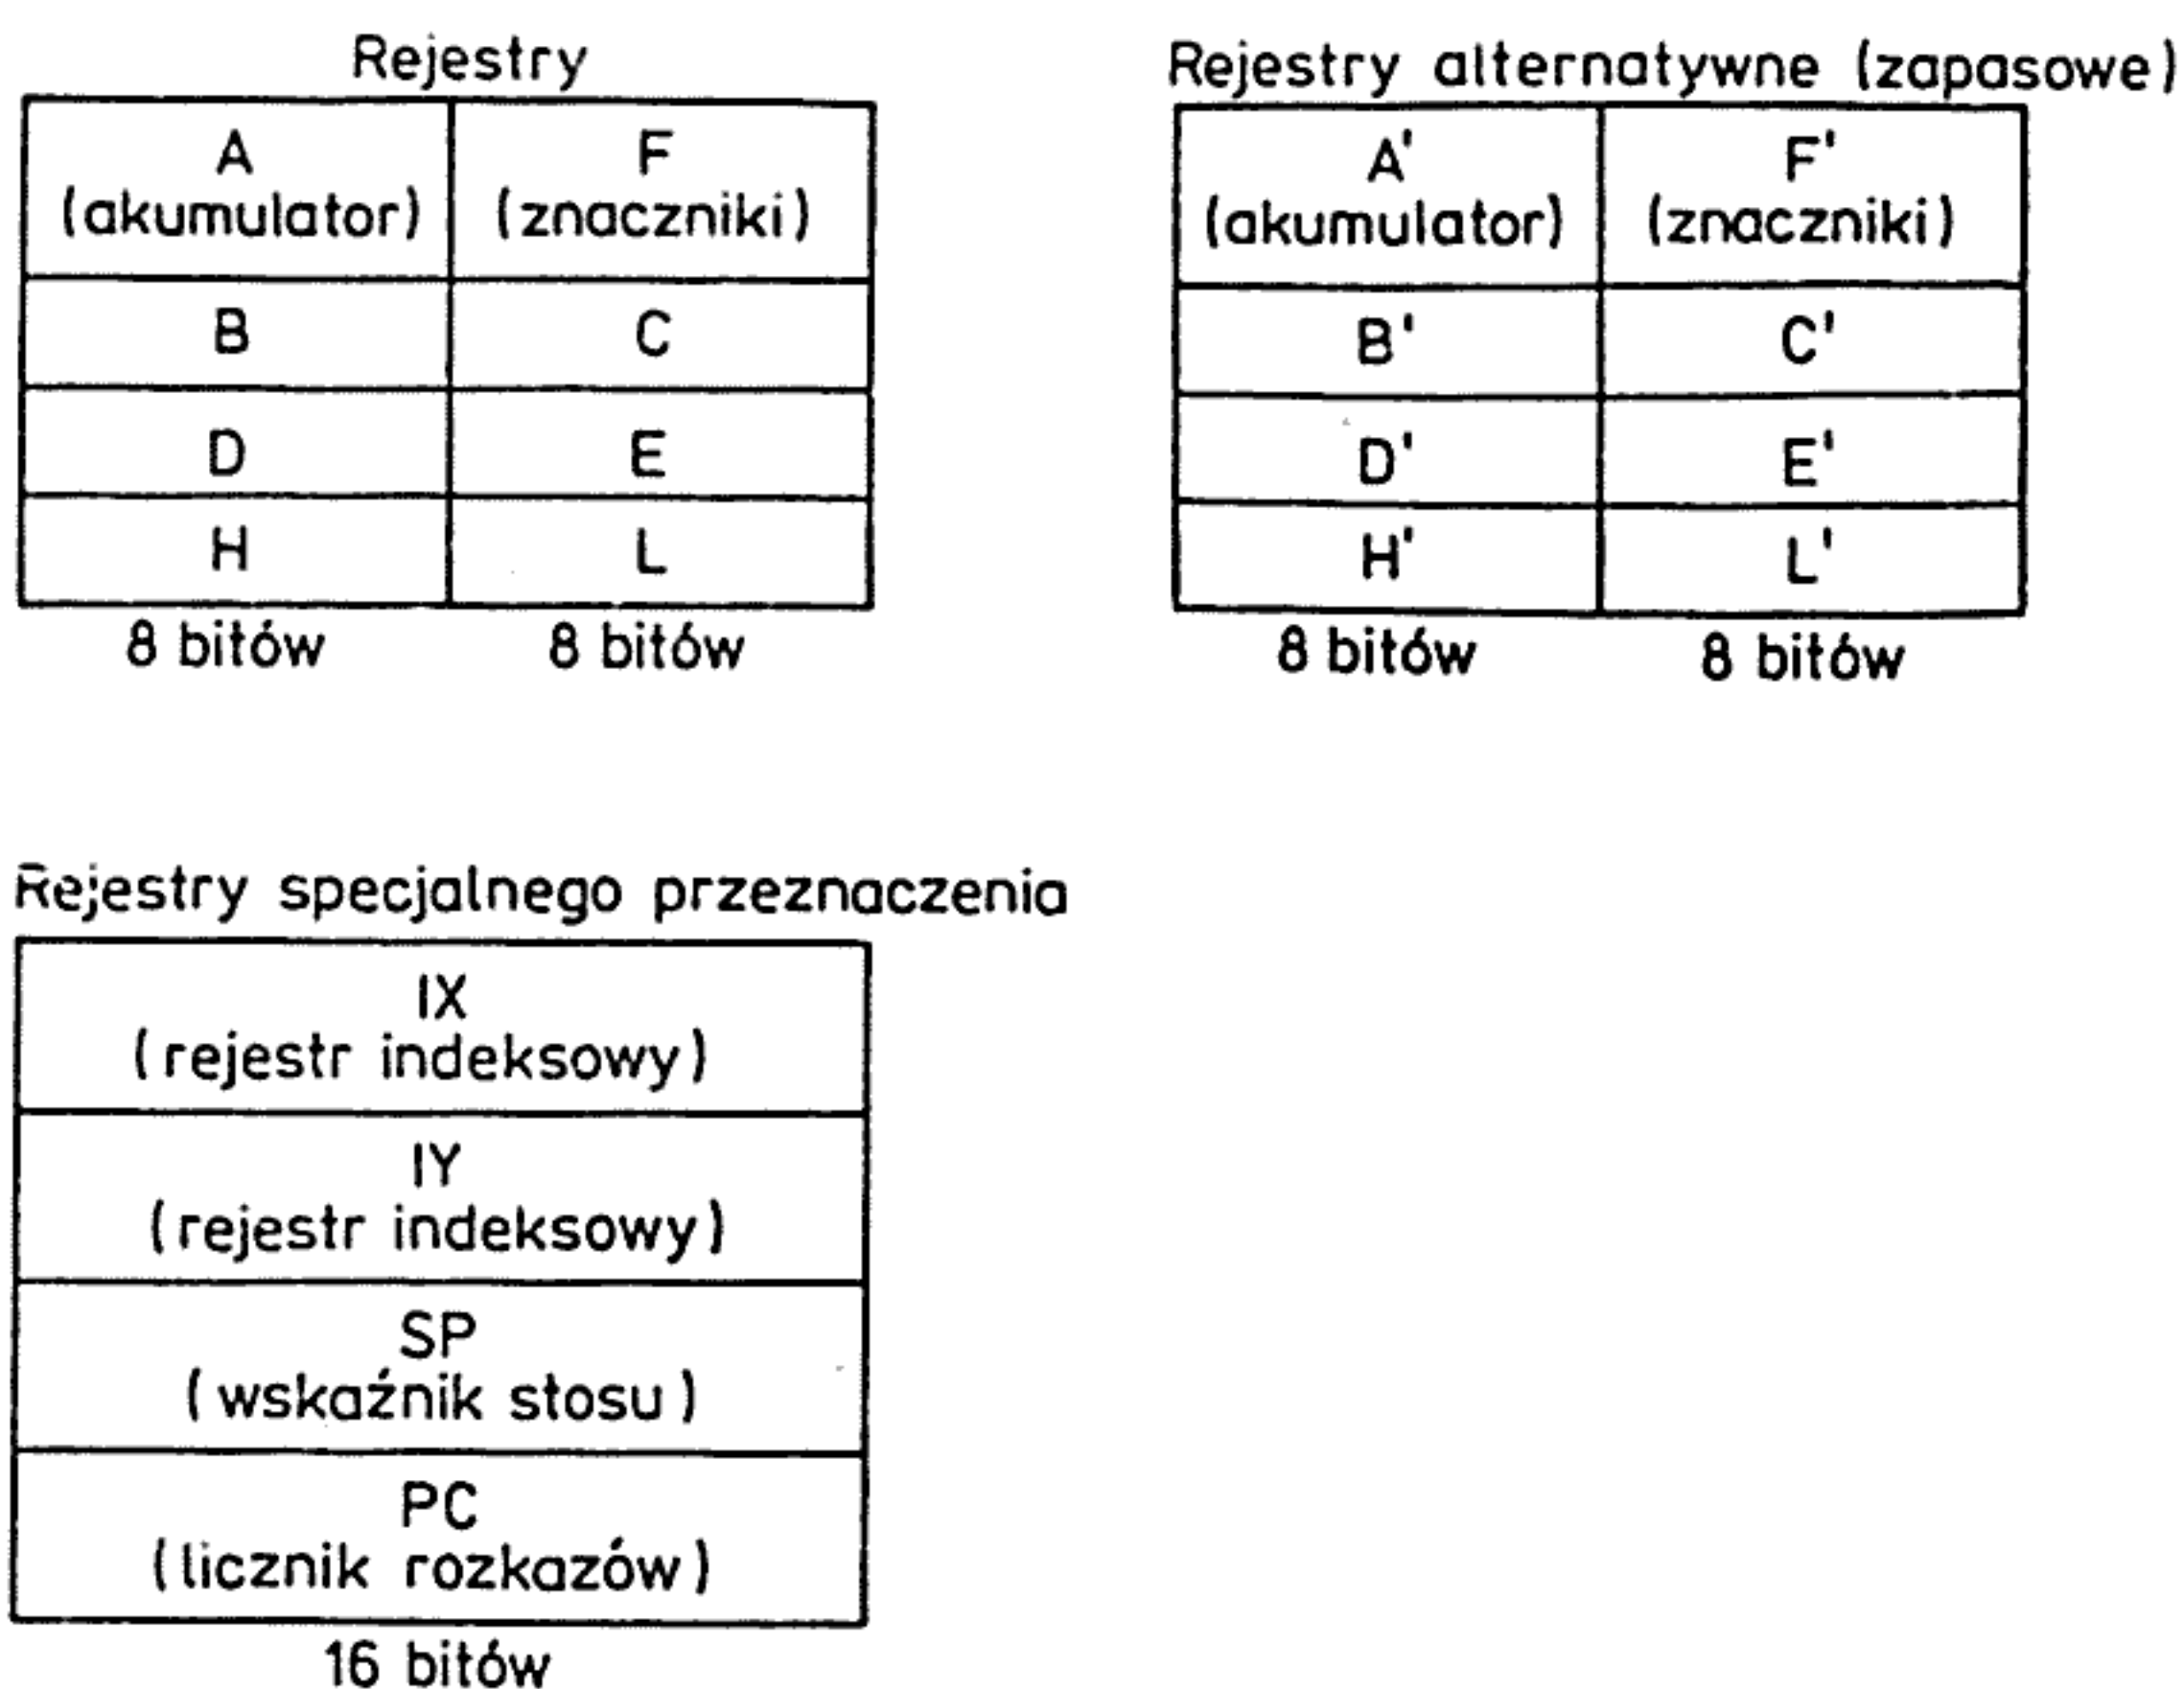 Rejestry
A
(akumulator)
F
(znaczniki)
B
C
D
E
H
L
8 bitów
8 bitów
Rejestry alternatywne (zapasowe)
A'
(akumulator)
F'
(znaczniki)
B'
C'
D'
E'
H'
L'
8 bitów
8 bitów
Rejestry specjalnego przeznaczenia
IX
(rejestr indeksowy)
IY
(rejestr indeksowy)
SP
(wskaźnik stosu)
PC
(licznik rozkazów)
16 bitów